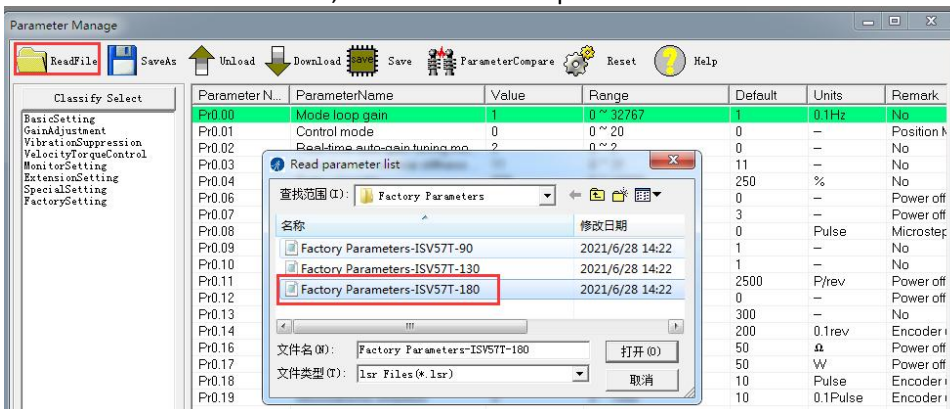 Parameter Manage
ReadFile SaveAs Unload Download save Save ParameterCompare Reset ? Help
Classify Select
BasicSetting
GainAdjustment
VibrationSuppression
VelocityTorqueControl
MonitorSetting
ExtensionSetting
SpecialSetting
FactorySetting
Parameter N... ParameterName Value Range Default Units Remark
Pr0.00 Mode loop gain 1 0 ~ 32767 1 0.1Hz No
Pr0.01 Control mode 0 0 ~ 20 0 – Position M
Pr0.02 Real-time auto-gain tuning mo... 2 0 ~ 2 0 – No
Pr0.03 11 – No
Pr0.04 250 % No
Pr0.06 0 – Power off
Pr0.07 3 – Power off
Pr0.08 0 Pulse Microstep
Pr0.09 1 – No
Pr0.10 1 – No
Pr0.11 2500 P/rev Power off
Pr0.12 0 – Power off
Pr0.13 300 – No
Pr0.14 200 0.1rev Encoder
Pr0.16 50 Ω Power off
Pr0.17 50 W Power off
Pr0.18 10 Pulse Encoder
Pr0.19 10 0.1Pulse Encoder
Read parameter list
查找范围(I): Factory Parameters
名称 修改日期
Factory Parameters-ISV57T-90 2021/6/28 14:22
Factory Parameters-ISV57T-130 2021/6/28 14:22
Factory Parameters-ISV57T-180 2021/6/28 14:22
文件名(N): Factory Parameters-ISV57T-180 打开(O)
文件类型(T): lsr Files(*.lsr) 取消